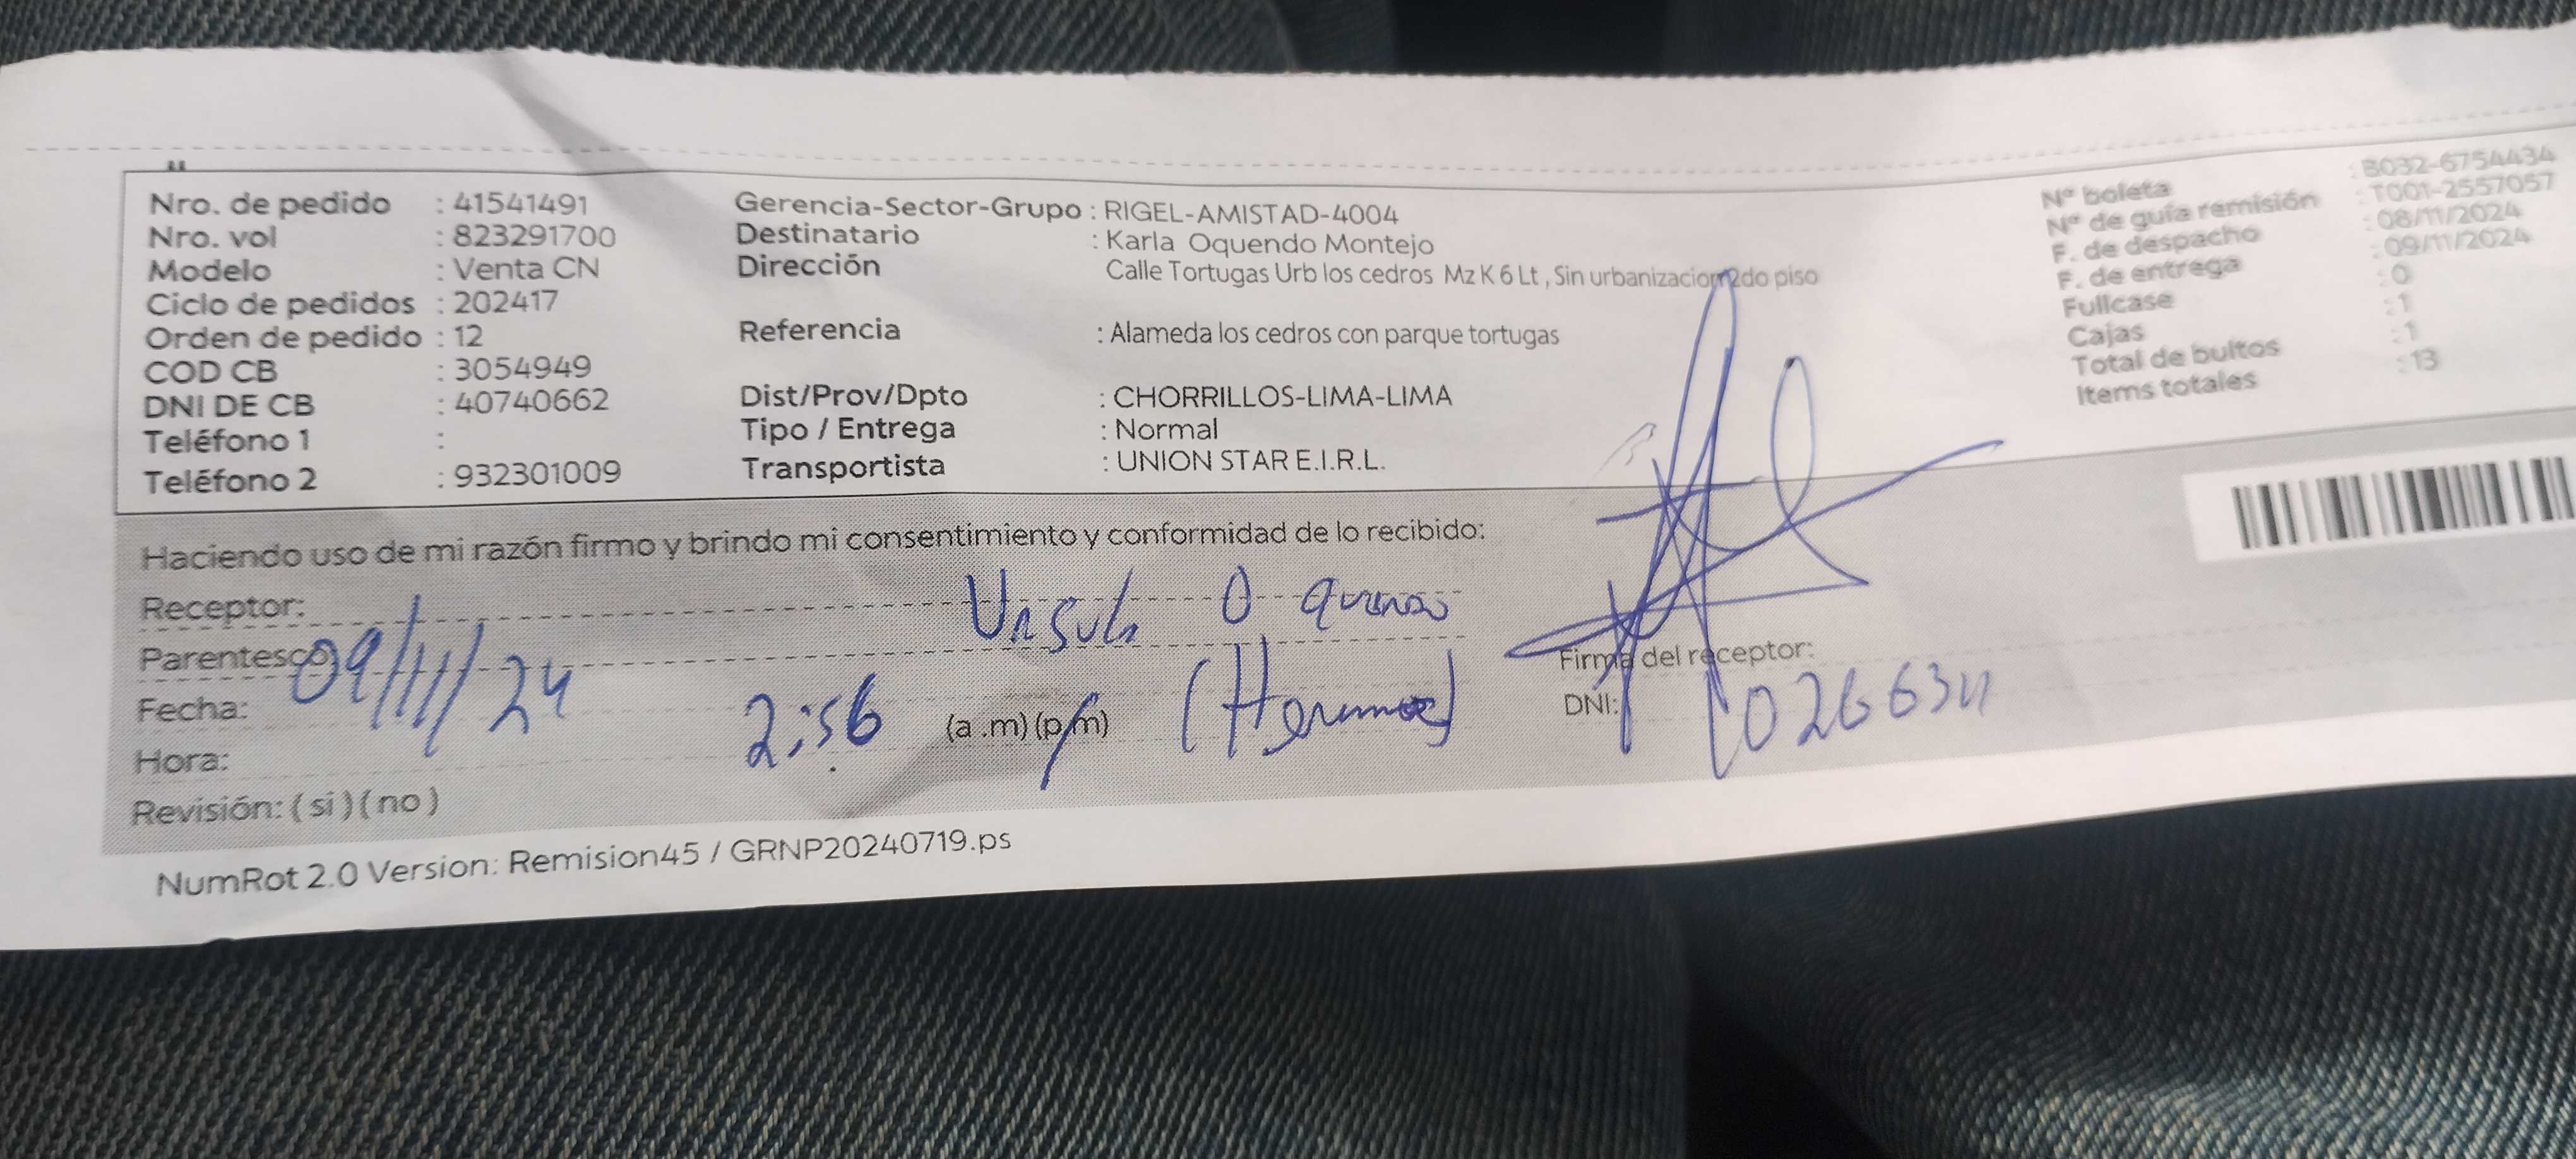 Nro. de pedido : 41541491
Nro. vol : 823291700
Modelo : Venta CN
Ciclo de pedidos : 202417
Orden de pedido : 12
COD CB : 3054949
DNI DE CB : 40740662
Teléfono 1 :
Teléfono 2 : 932301009
Gerencia-Sector-Grupo : RIGEL-AMISTAD-4004
Destinatario : Karla Oquendo Montejo
Dirección Calle Tortugas Urb los cedros Mz K 6 Lt , Sin urbanizacion 2do piso
Referencia : Alameda los cedros con parque tortugas
Dist/Prov/Dpto : CHORRILLOS-LIMA-LIMA
Tipo / Entrega : Normal
Transportista : UNION STAR E.I.R.L.
Nº boleta : B032-6754434
Nº de guía remisión : T001-2557057
F. de despacho : 08/11/2024
F. de entrega : 09/11/2024
Fullcase : 0
Cajas : 1
Total de bultos : 1
Items totales : 13
Haciendo uso de mi razón firmo y brindo mi consentimiento y conformidad de lo recibido:
Receptor:
Parentesco:
Fecha: 09/11/24
Hora: 2:56 (a .m) (p.m)
Revisión: ( si ) ( no )
Firma del receptor:
DNI:
NumRot 2.0 Version: Remision45 / GRNP20240719.ps